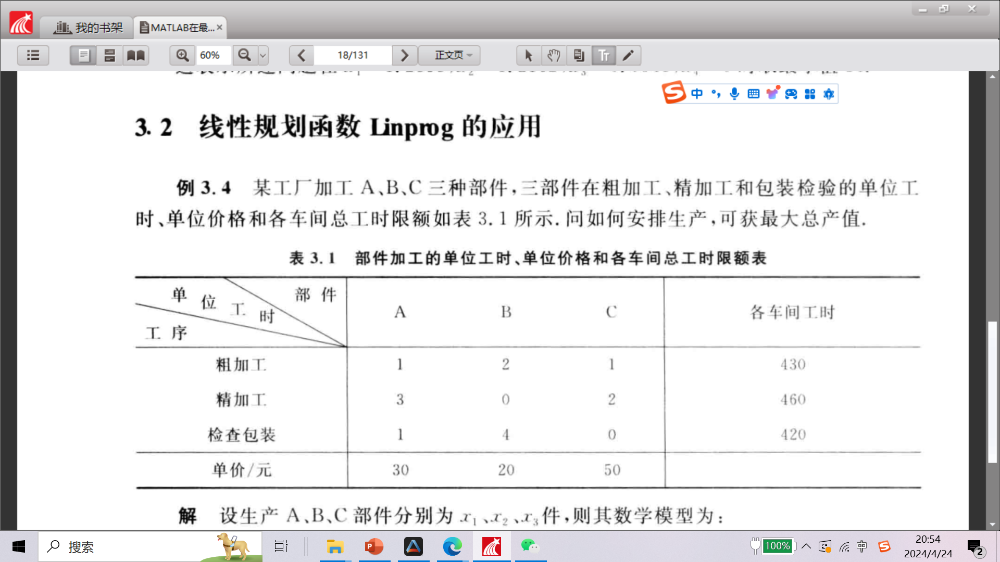 我的书架
MATLAB在最...
60%
18/131
正文页
中
3.2 线性规划函数 Linprog 的应用
例 3.4 某工厂加工 A、B、C 三种部件,三部件在粗加工、精加工和包装检验的单位工
时、单位价格和各车间总工时限额如表 3.1 所示.问如何安排生产,可获最大总产值.
表 3.1 部件加工的单位工时、单位价格和各车间总工时限额表
单位工时 部件 工序 A B C 各车间工时
粗加工 1 2 1 430
精加工 3 0 2 460
检查包装 1 4 0 420
单价/元 30 20 50
解 设生产 A、B、C 部件分别为 x₁、x₂、x₃ 件,则其数学模型为:
搜索
100%
中
20:54
2024/4/24
2